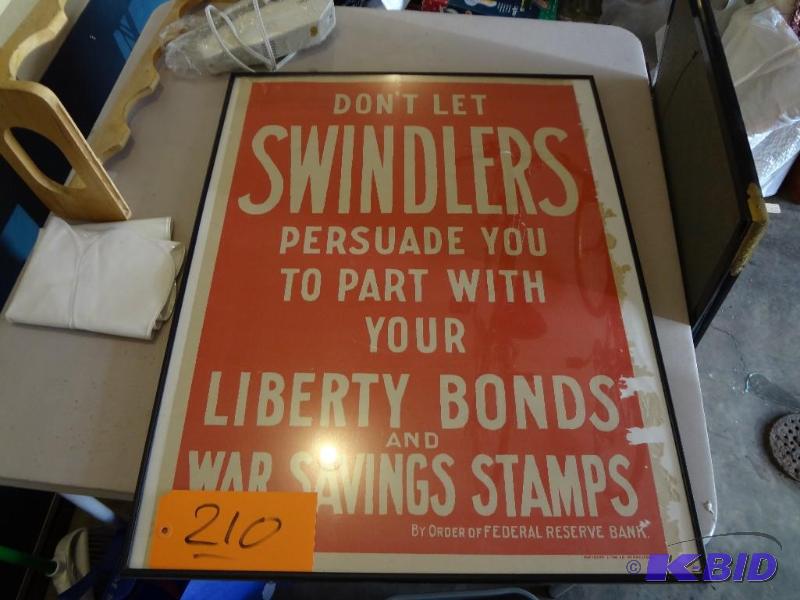 DON'T LET
SWINDLERS
PERSUADE YOU
TO PART WITH
YOUR
LIBERTY BONDS
AND
WAR SAVINGS STAMPS
BY ORDER OF FEDERAL RESERVE BANK.
210
© K-BID